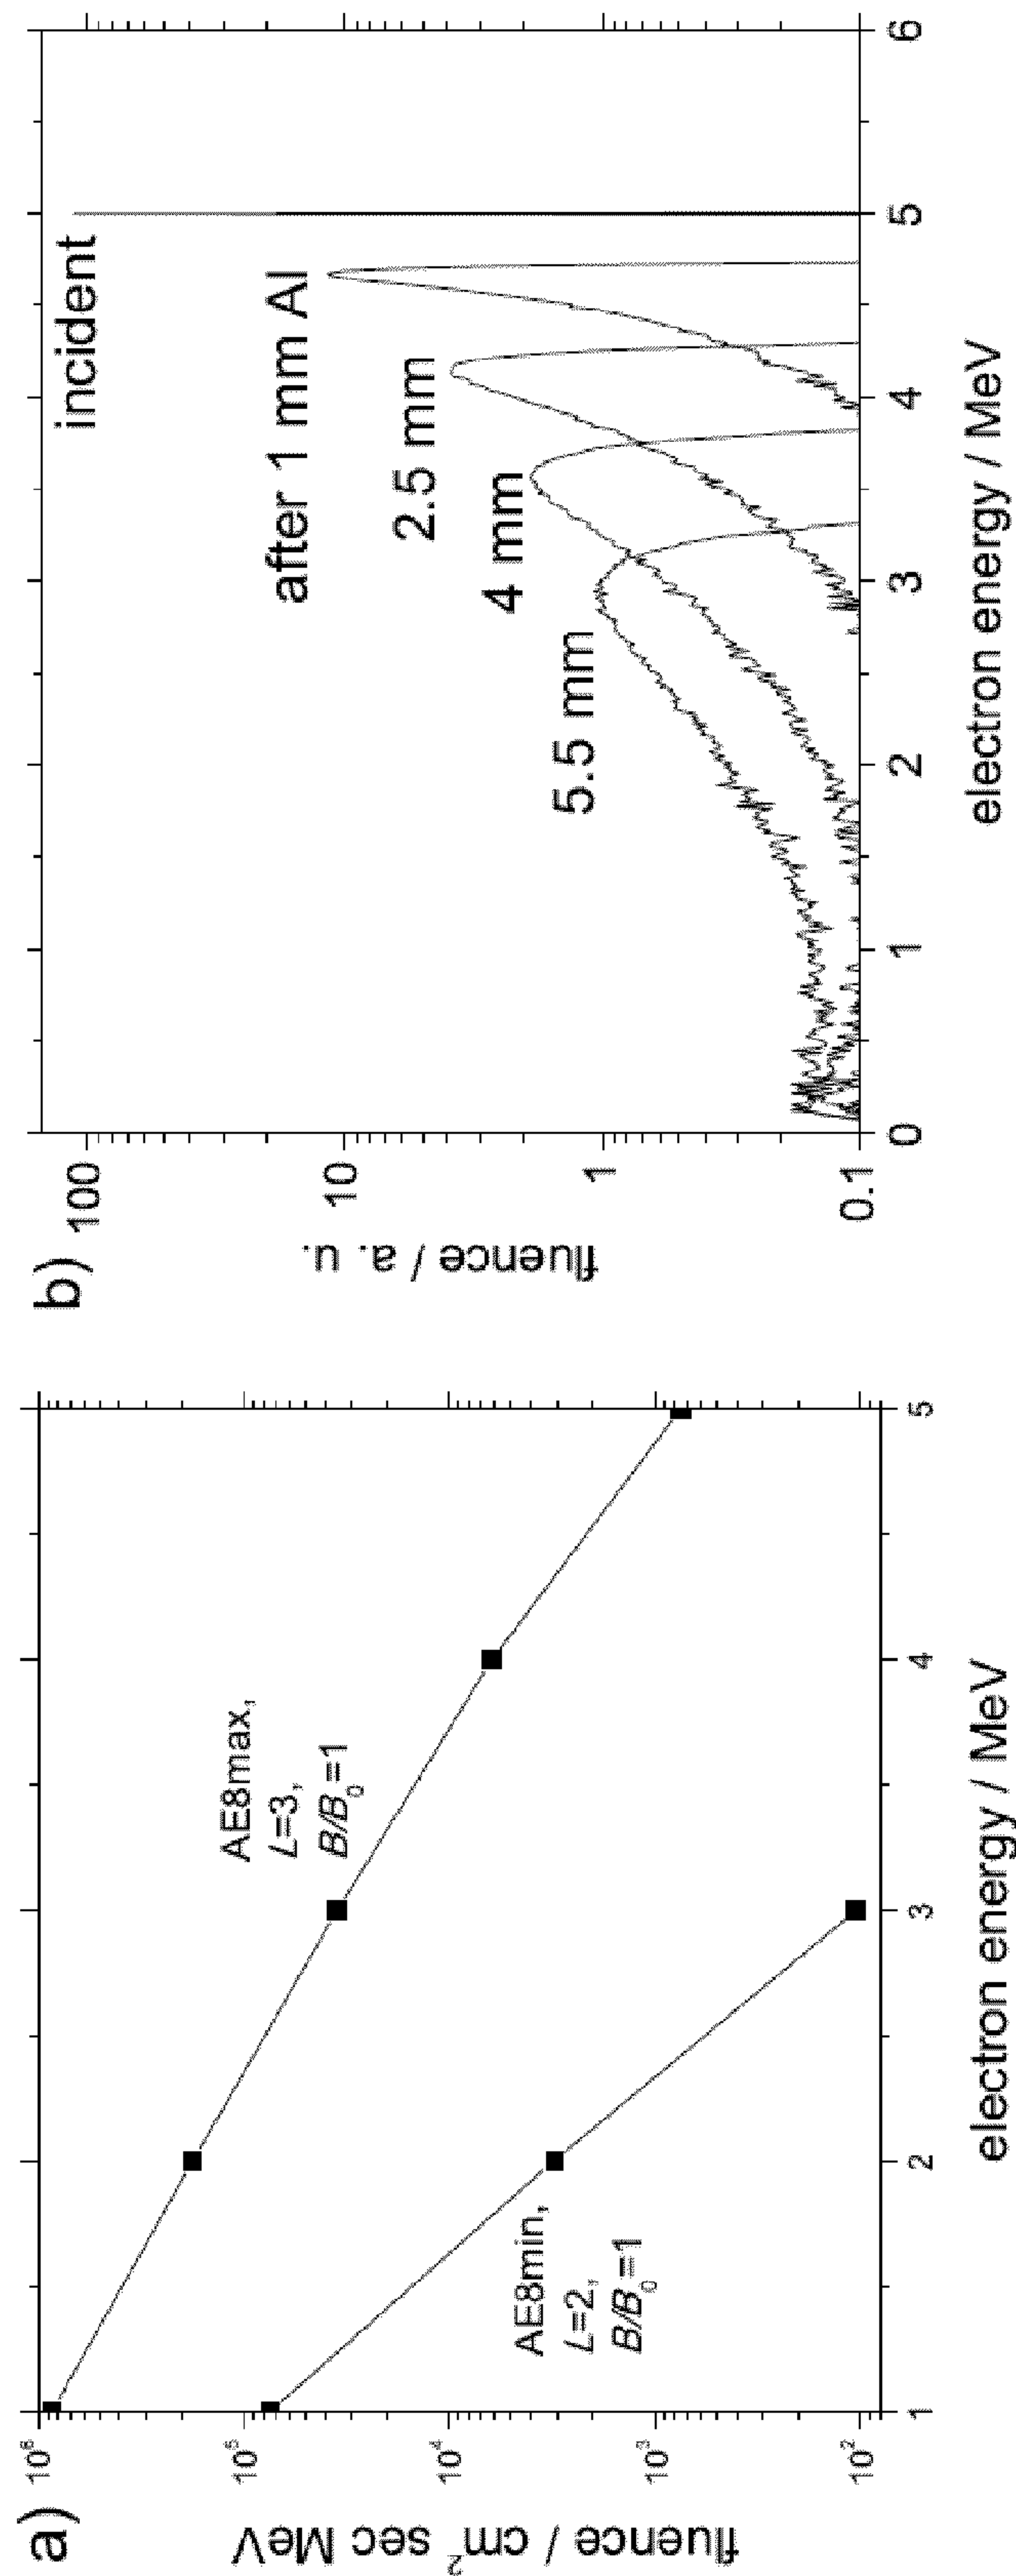 a)
fluence / cm² sec MeV
10⁶
10⁵
10⁴
10³
10²
AE8max,
L=3,
B/B₀=1
AE8min,
L=2,
B/B₀=1
1 2 3 4 5
electron energy / MeV
b)
fluence / a. u.
100
10
1
0.1
incident
after 1 mm Al
2.5 mm
4 mm
5.5 mm
0 1 2 3 4 5 6
electron energy / MeV